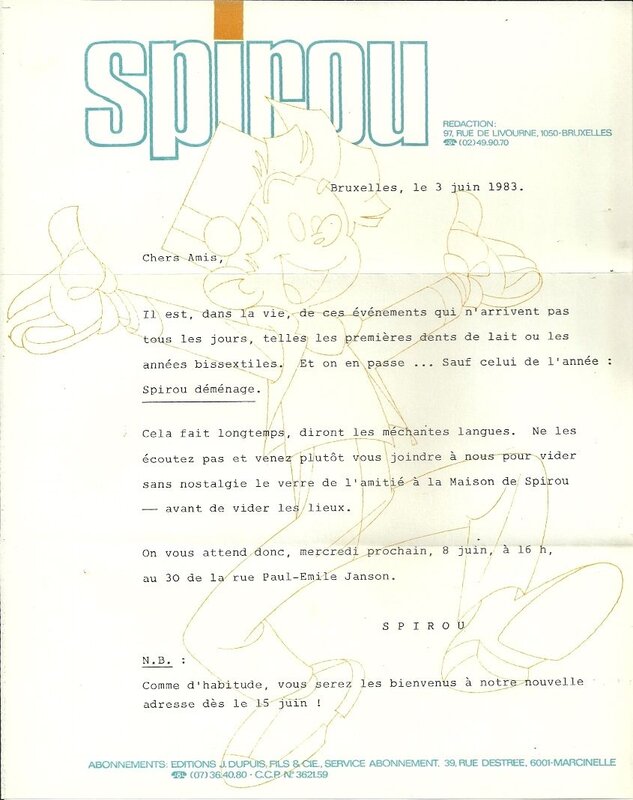 spirou
REDACTION:
97, RUE DE LIVOURNE, 1050-BRUXELLES
☎ (02) 49.90.70
Bruxelles, le 3 juin 1983.
Chers Amis,
Il est, dans la vie, de ces événements qui n'arrivent pas
tous les jours, telles les premières dents de lait ou les
années bissextiles. Et on en passe ... Sauf celui de l'année :
Spirou déménage.
Cela fait longtemps, diront les méchantes langues. Ne les
écoutez pas et venez plutôt vous joindre à nous pour vider
sans nostalgie le verre de l'amitié à la Maison de Spirou
— avant de vider les lieux.
On vous attend donc, mercredi prochain, 8 juin, à 16 h,
au 30 de la rue Paul-Emile Janson.
S P I R O U
N.B. :
Comme d'habitude, vous serez les bienvenus à notre nouvelle
adresse dès le 15 juin !
ABONNEMENTS: EDITIONS J. DUPUIS, FILS & CIE., SERVICE ABONNEMENT, 39, RUE DESTREE, 6001-MARCINELLE
☎ (07) 36.40.80 - C.C.P. N° 3621.59